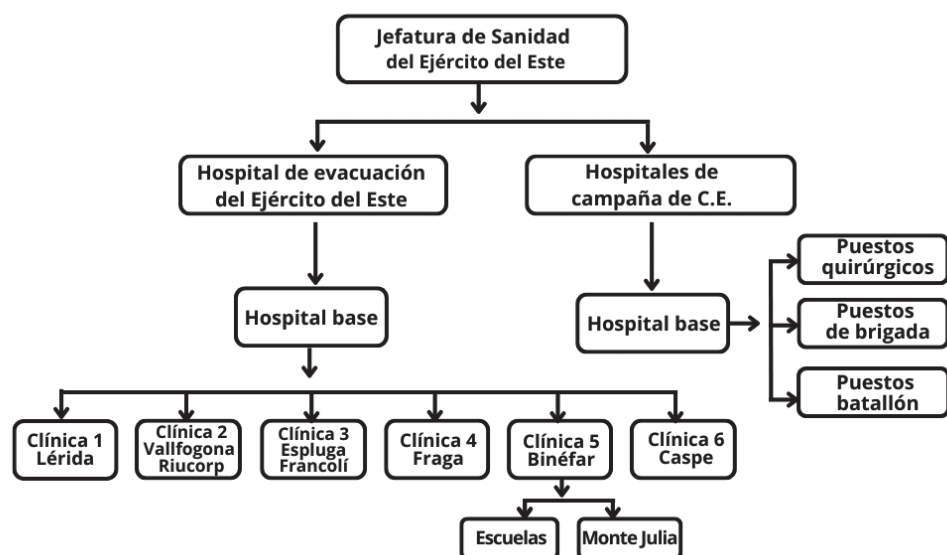 Jefatura de Sanidad
del Ejército del Este
Hospital de evacuación
del Ejército del Este
Hospitales de
campaña de C.E.
Hospital base
Hospital base
Puestos
quirúrgicos
Puestos
de brigada
Puestos
batallón
Clínica 1
Lérida
Clínica 2
Vallfogona
Riucorp
Clínica 3
Espluga
Francolí
Clínica 4
Fraga
Clínica 5
Binéfar
Clínica 6
Caspe
Escuelas
Monte Julia